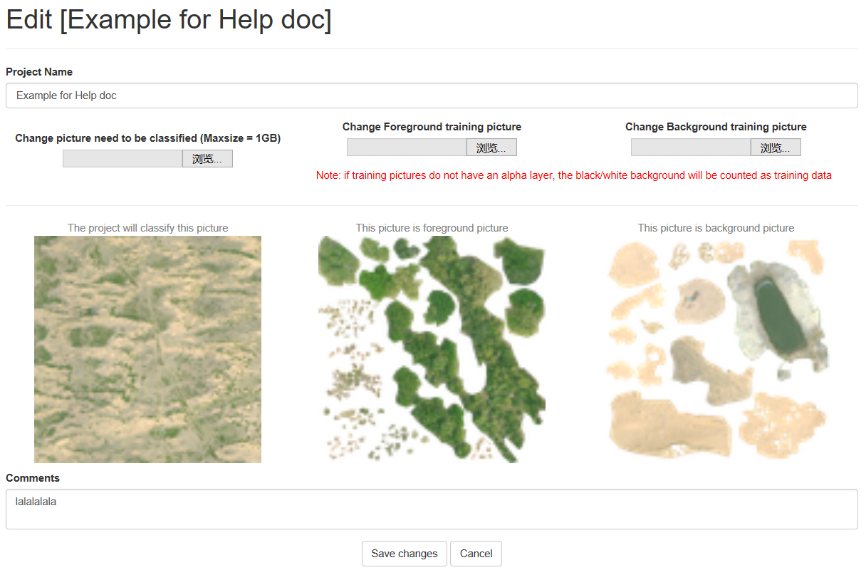 Edit [Example for Help doc]
Project Name
Example for Help doc
Change picture need to be classified (Maxsize = 1GB)
浏览...
Change Foreground training picture
浏览...
Change Background training picture
浏览...
Note: if training pictures do not have an alpha layer, the black/white background will be counted as training data
The project will classify this picture
This picture is foreground picture
This picture is background picture
Comments
lalalalala
Save changes
Cancel